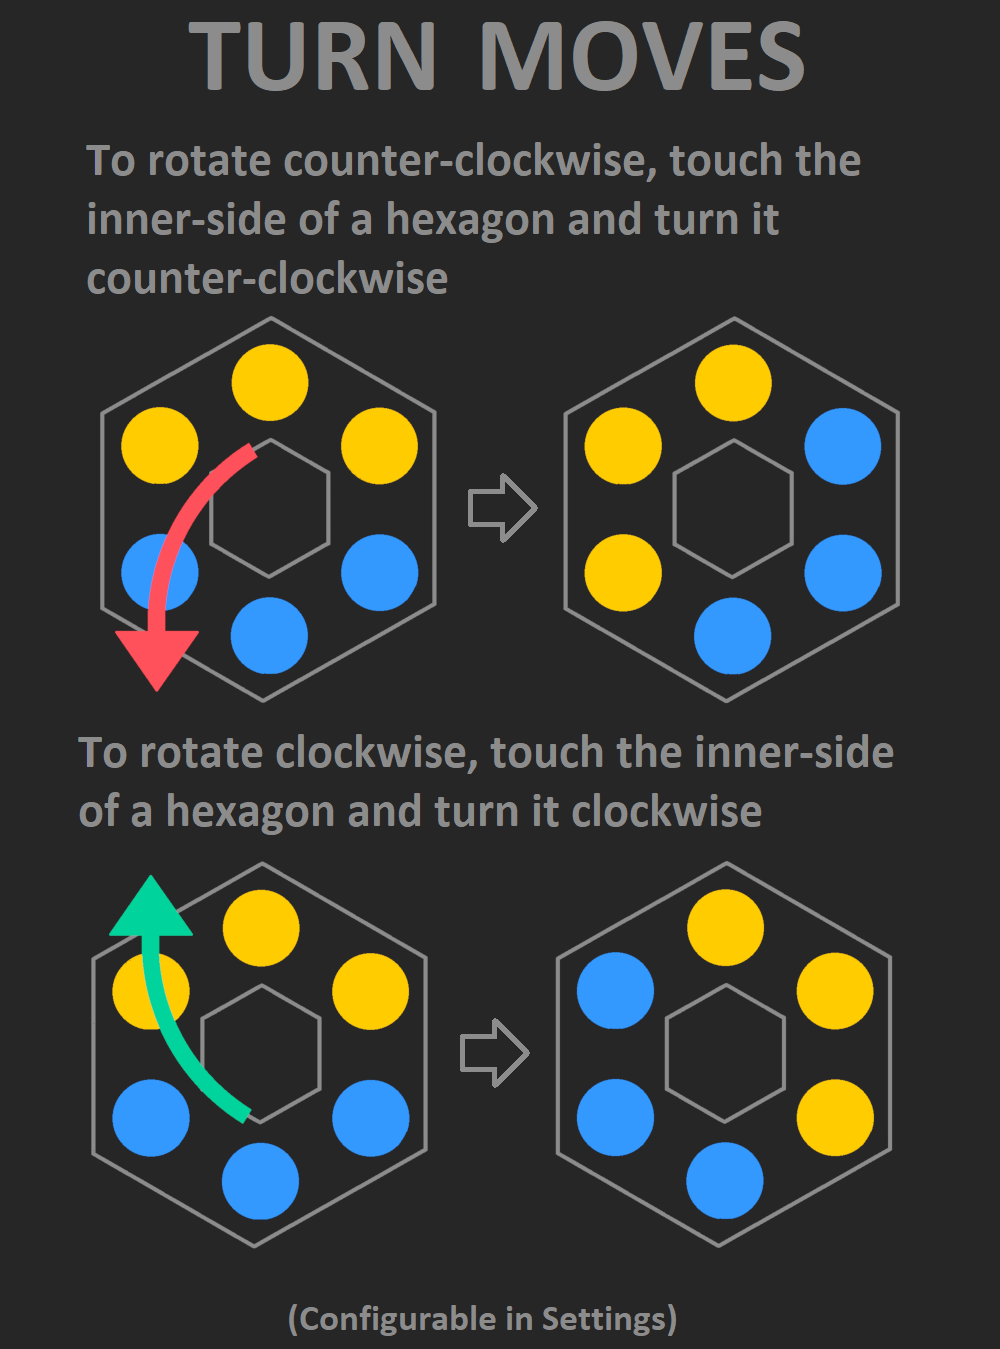 TURN MOVES
To rotate counter-clockwise, touch the
inner-side of a hexagon and turn it
counter-clockwise
To rotate clockwise, touch the inner-side
of a hexagon and turn it clockwise
(Configurable in Settings)